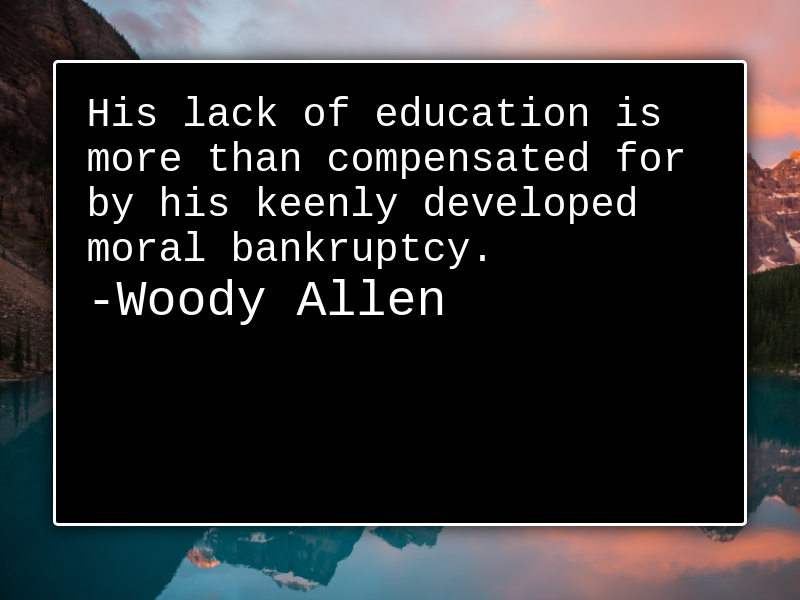 His lack of education is
more than compensated for
by his keenly developed
moral bankruptcy.
-Woody Allen